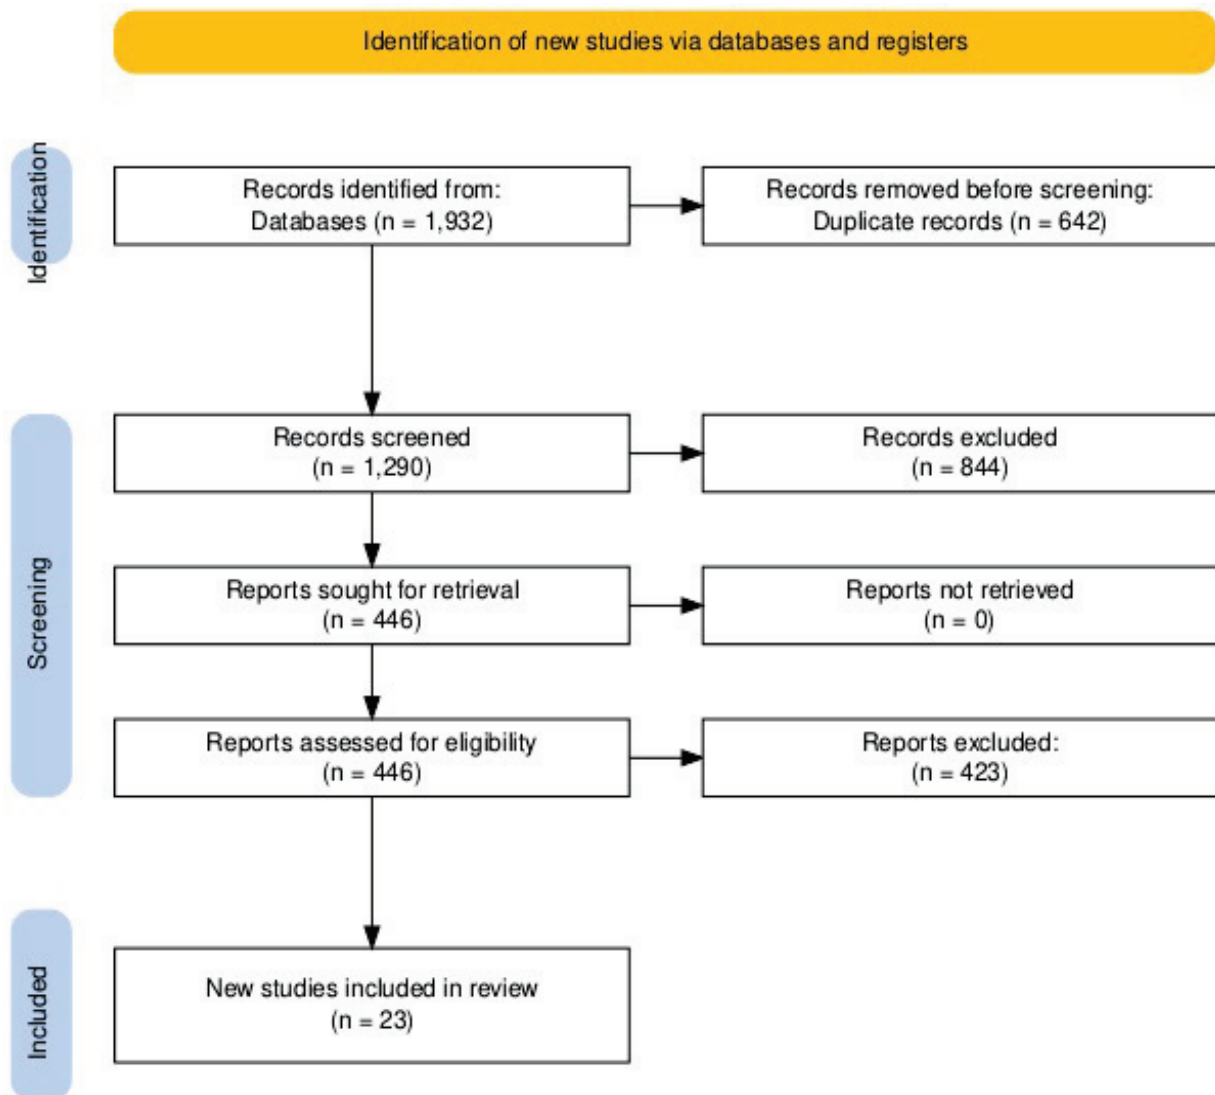 Identification of new studies via databases and registers
Identification
Records identified from:
Databases (n = 1,932)
Records removed before screening:
Duplicate records (n = 642)
Screening
Records screened
(n = 1,290)
Records excluded
(n = 844)
Reports sought for retrieval
(n = 446)
Reports not retrieved
(n = 0)
Reports assessed for eligibility
(n = 446)
Reports excluded:
(n = 423)
Included
New studies included in review
(n = 23)